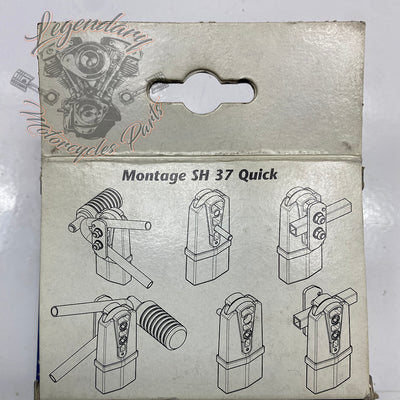 Legendary
Motorcycles Parts
Montage SH 37 Quick